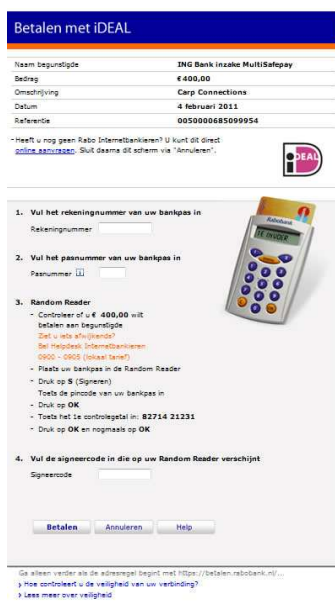 Betalen met iDEAL
Naam begunstigde ING Bank inzake MultiSafepay
Bedrag € 400,00
Omschrijving Carp Connections
Datum 4 februari 2011
Referentie 0050000685099954
- Heeft u nog geen Rabo Internetbankieren? U kunt dit direct
online aanvragen. Sluit daarna dit scherm via "Annuleren".
iDEAL
1. Vul het rekeningnummer van uw bankpas in
Rekeningnummer
Rabobank
TE INVOER
2. Vul het pasnummer van uw bankpas in
Pasnummer i
3. Random Reader
- Controleer of u € 400,00 wilt
betalen aan begunstigde
Ziet u iets afwijkends?
Bel Helpdesk Internetbankieren
0900 - 0905 (lokaal tarief)
- Plaats uw bankpas in de Random Reader
- Druk op S (Signeren)
Toets de pincode van uw bankpas in
- Druk op OK
- Toets het 1e controlegetal in: 82714 21231
- Druk op OK en nogmaals op OK
4. Vul de signeercode in die op uw Random Reader verschijnt
Signeercode
Betalen Annuleren Help
Ga alleen verder als de adresregel begint met https://betalen.rabobank.nl/...
Hoe controleert u de veiligheid van uw verbinding?
Lees meer over veiligheid